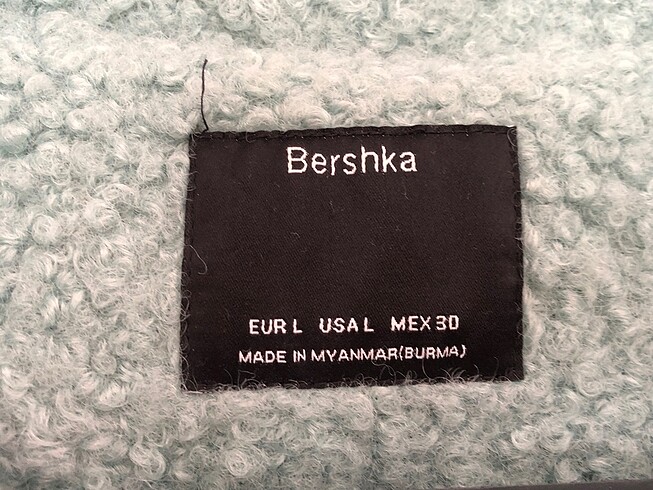 Bershka
EUR L USA L MEX 30
MADE IN MYANMAR(BURMA)